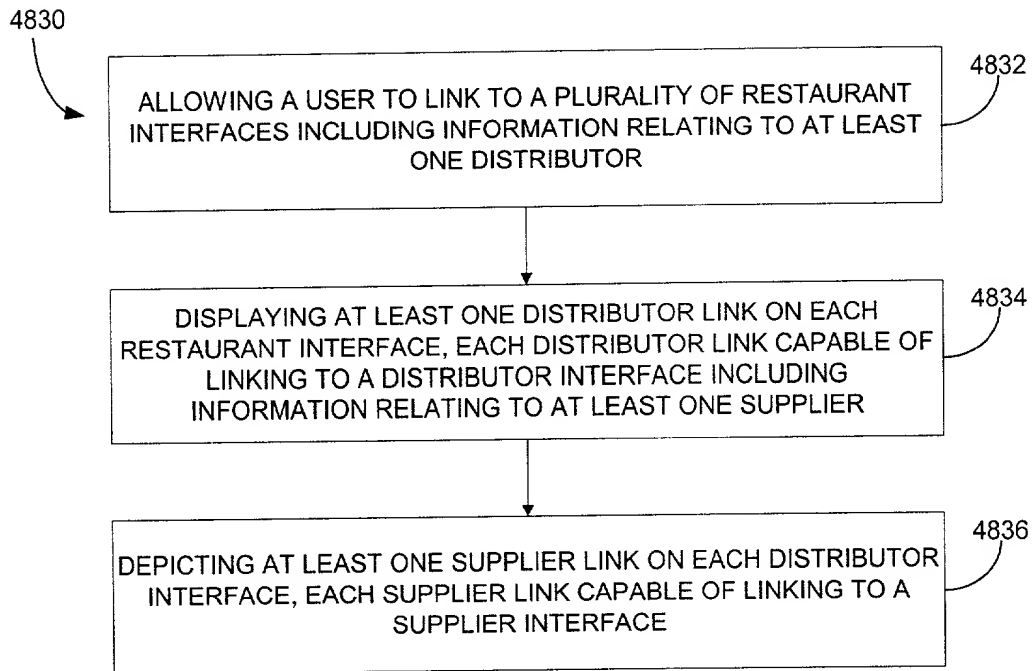 4830
4832
ALLOWING A USER TO LINK TO A PLURALITY OF RESTAURANT
INTERFACES INCLUDING INFORMATION RELATING TO AT LEAST
ONE DISTRIBUTOR
4834
DISPLAYING AT LEAST ONE DISTRIBUTOR LINK ON EACH
RESTAURANT INTERFACE, EACH DISTRIBUTOR LINK CAPABLE OF
LINKING TO A DISTRIBUTOR INTERFACE INCLUDING
INFORMATION RELATING TO AT LEAST ONE SUPPLIER
4836
DEPICTING AT LEAST ONE SUPPLIER LINK ON EACH DISTRIBUTOR
INTERFACE, EACH SUPPLIER LINK CAPABLE OF LINKING TO A
SUPPLIER INTERFACE